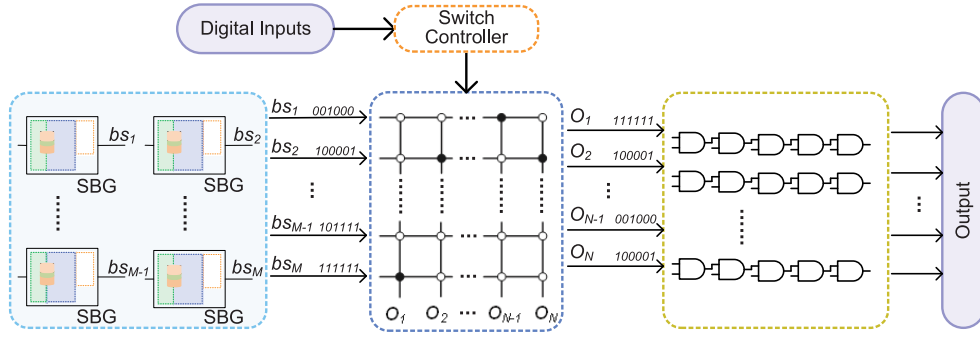 Digital Inputs
Switch
Controller
bs1
SBG
bs2
SBG
bsM-1
SBG
bsM
SBG
bs1 001000
bs2 100001
bsM-1 101111
bsM 111111
O1 O2 ... ON-1 ON
O1 111111
O2 100001
ON-1 001000
ON 100001
Output